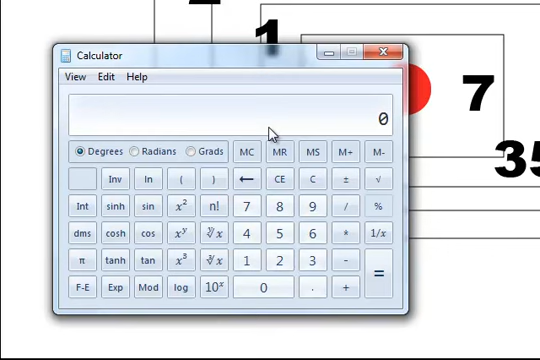 1
Calculator
View Edit Help
7
0
Degrees Radians Grads MC MR MS M+ M-
35
Inv ln ( ) ← CE C ± √
Int sinh sin x² n! 7 8 9 / %
dms cosh cos xʸ ʸ√x 4 5 6 * 1/x
π tanh tan x³ ³√x 1 2 3 - =
F-E Exp Mod log 10ˣ 0 . +